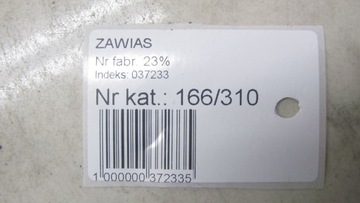 ZAWIAS
Nr fabr. 23%
Indeks: 037233
Nr kat.: 166/310
1 000000 372335